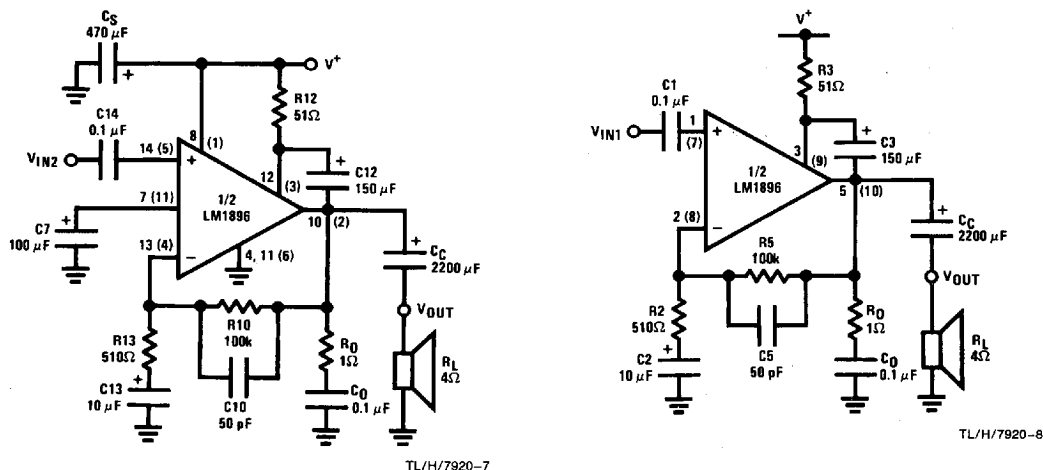 CS
470 µF
V+
R12
51Ω
C14
0.1 µF
8
(1)
VIN2
14 (5)
+
12
(3)
C12
150 µF
1/2
LM1896
7 (11)
10
(2)
C7
100 µF
13 (4)
−
4, 11 (6)
CC
2200 µF
R10
100k
VOUT
R13
510Ω
RO
1Ω
RL
4Ω
C13
10 µF
C10
50 pF
CO
0.1 µF
TL/H/7920-7
V+
R3
51Ω
C1
0.1 µF
1
(7)
VIN1
+
3
(9)
C3
150 µF
1/2
LM1896
5
(10)
2 (8)
−
CC
2200 µF
R5
100k
VOUT
R2
510Ω
RO
1Ω
RL
4Ω
C2
10 µF
C5
50 pF
CO
0.1 µF
TL/H/7920-8